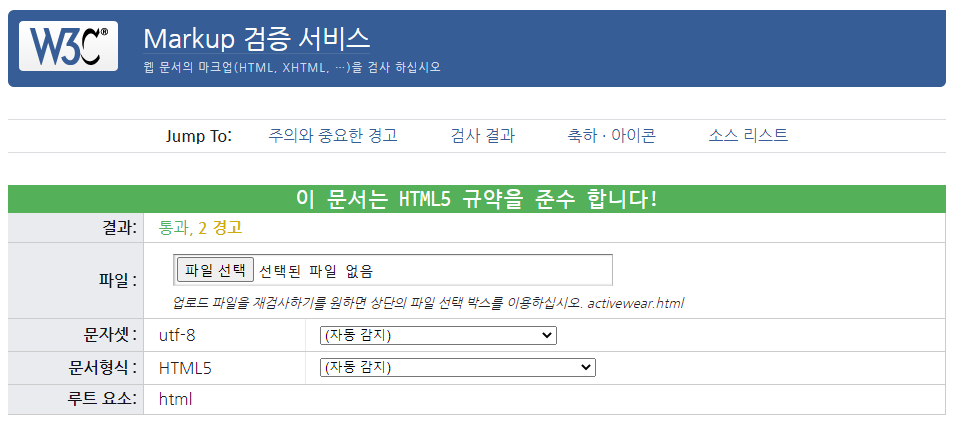 W3C®
Markup 검증 서비스
웹 문서의 마크업(HTML, XHTML, …)을 검사 하십시오
Jump To: 주의와 중요한 경고 검사 결과 축하 · 아이콘 소스 리스트
이 문서는 HTML5 규약을 준수 합니다!
결과: 통과, 2 경고
파일 : 파일 선택 선택된 파일 없음
업로드 파일을 재검사하기를 원하면 상단의 파일 선택 박스를 이용하십시오. activewear.html
문자셋 : utf-8 (자동 감지)
문서형식 : HTML5 (자동 감지)
루트 요소: html